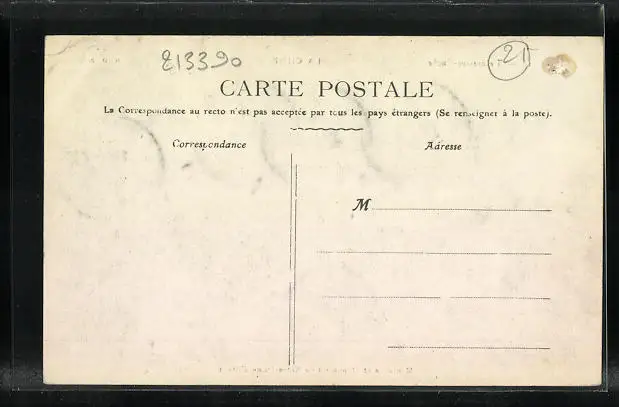 213390
21
CARTE POSTALE
La Correspondance au recto n'est pas acceptée par tous les pays étrangers (Se renseigner à la poste).
Correspondance
Adresse
M